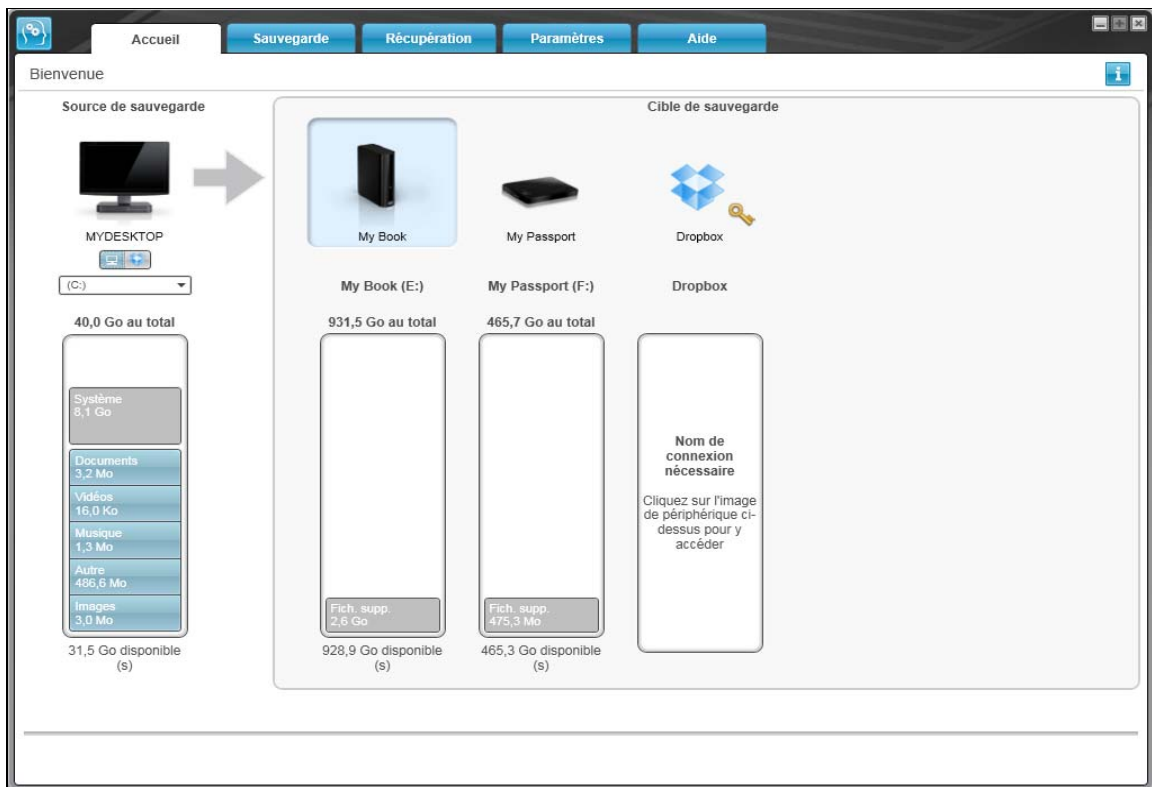 Accueil
Sauvegarde
Récupération
Paramètres
Aide
Bienvenue
i
Source de sauvegarde
Cible de sauvegarde
MYDESKTOP
My Book
My Passport
Dropbox
(C:)
My Book (E:)
My Passport (F:)
Dropbox
40,0 Go au total
931,5 Go au total
465,7 Go au total
Système
8,1 Go
Documents
3,2 Mo
Vidéos
16,0 Ko
Musique
1,3 Mo
Autre
486,6 Mo
Images
3,0 Mo
31,5 Go disponible
(s)
Fich. supp.
2,6 Go
928,9 Go disponible
(s)
Fich. supp.
475,3 Mo
465,3 Go disponible
(s)
Nom de
connexion
nécessaire
Cliquez sur l'image
de périphérique ci-
dessus pour y
accéder